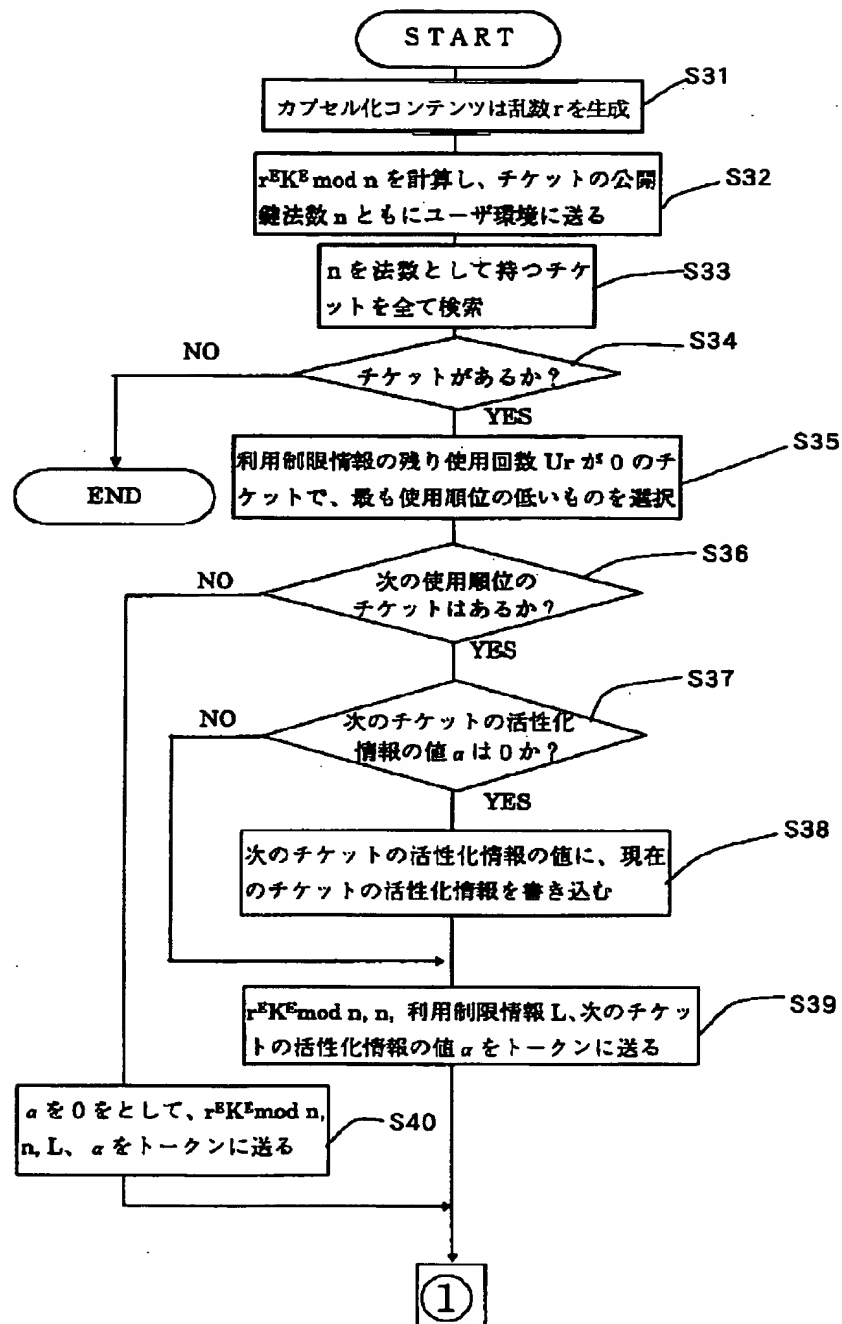 START
S31
カプセル化コンテンツは乱数rを生成
r^E K^E mod n を計算し、チケットの公開
鍵法数 n ともにユーザ環境に送る
S32
n を法数として持つチケ
ットを全て検索
S33
S34
NO
チケットがあるか?
YES
END
S35
利用制限情報の残り使用回数 Ur が 0 のチ
ケットで、最も使用順位の低いものを選択
S36
NO
次の使用順位の
チケットはあるか?
YES
S37
NO
次のチケットの活性化
情報の値 α は 0 か?
YES
S38
次のチケットの活性化情報の値に、現在
のチケットの活性化情報を書き込む
S39
r^E K^E mod n, n, 利用制限情報 L、次のチケッ
トの活性化情報の値 α をトークンに送る
α を 0 をとして、r^E K^E mod n,
n, L、α をトークンに送る
S40
①